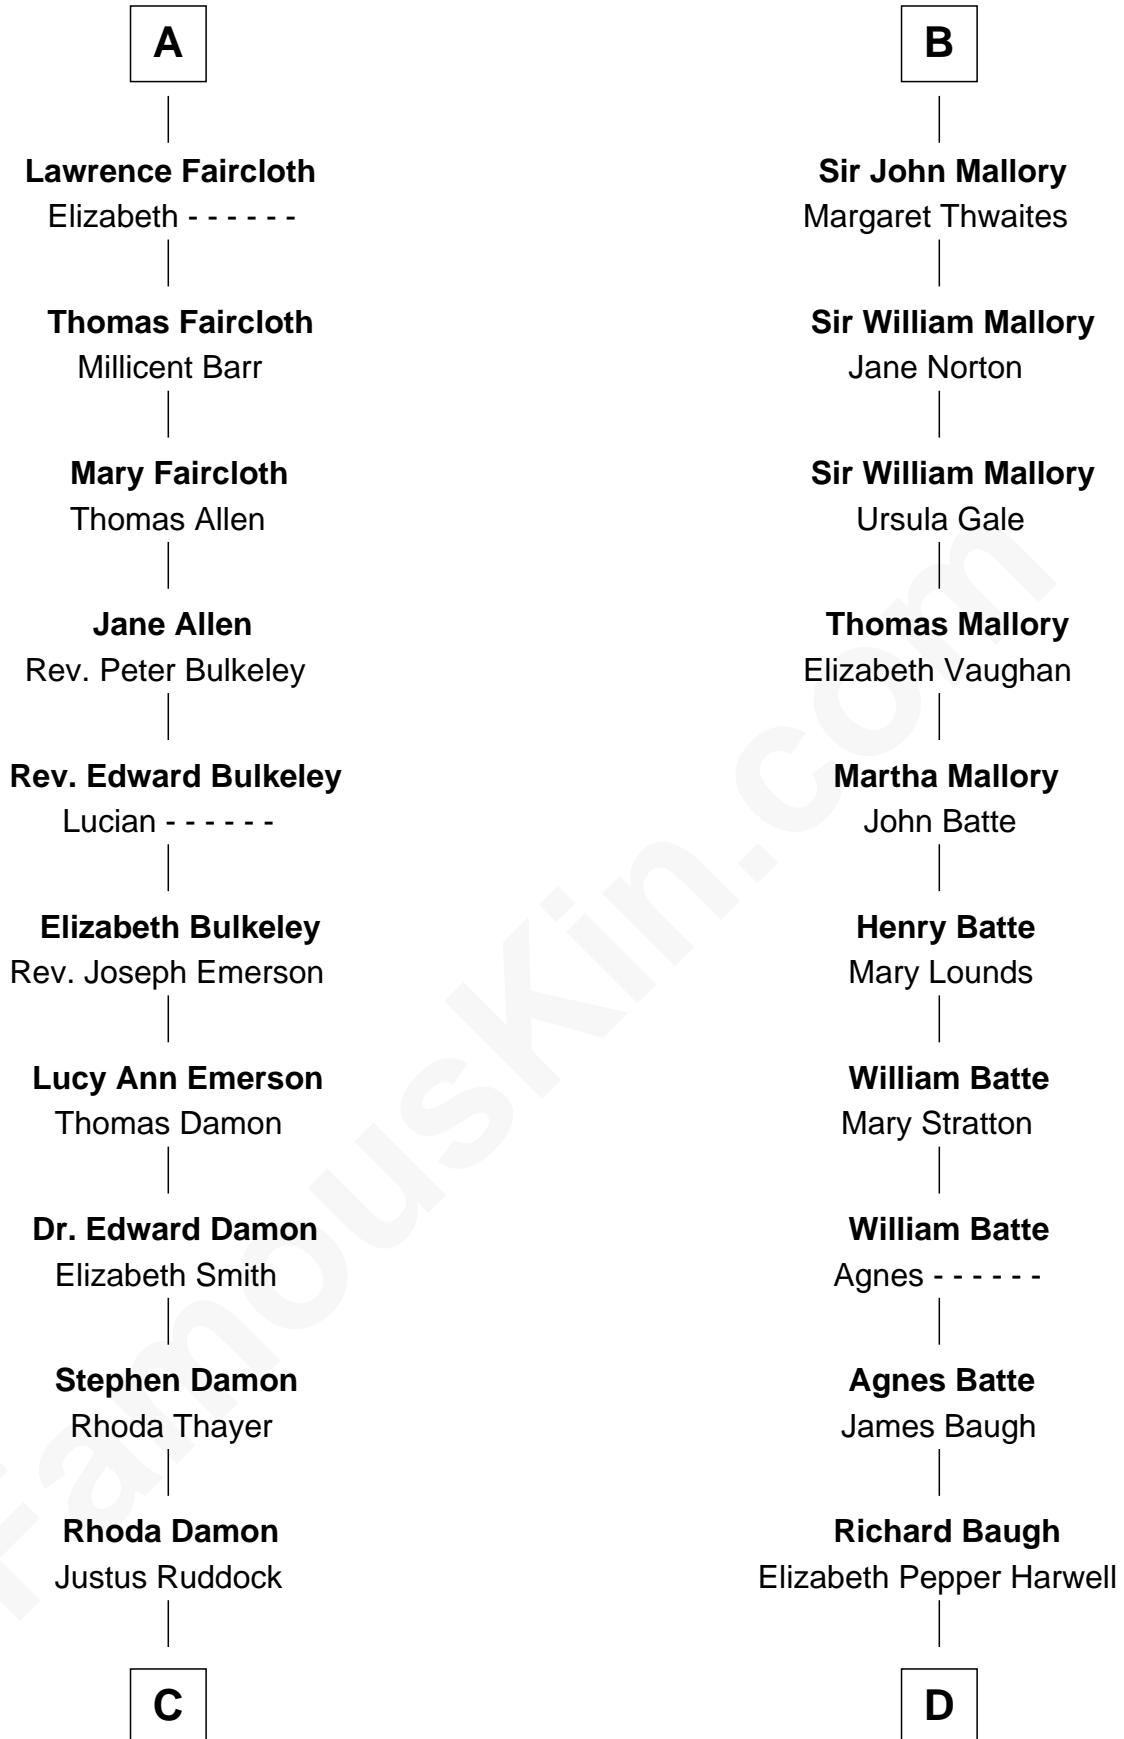 A
Lawrence Faircloth
Elizabeth - - - - - -
Thomas Faircloth
Millicent Barr
Mary Faircloth
Thomas Allen
Jane Allen
Rev. Peter Bulkeley
Rev. Edward Bulkeley
Lucian - - - - - -
Elizabeth Bulkeley
Rev. Joseph Emerson
Lucy Ann Emerson
Thomas Damon
Dr. Edward Damon
Elizabeth Smith
Stephen Damon
Rhoda Thayer
Rhoda Damon
Justus Ruddock
C
B
Sir John Mallory
Margaret Thwaites
Sir William Mallory
Jane Norton
Sir William Mallory
Ursula Gale
Thomas Mallory
Elizabeth Vaughan
Martha Mallory
John Batte
Henry Batte
Mary Lounds
William Batte
Mary Stratton
William Batte
Agnes - - - - - -
Agnes Batte
James Baugh
Richard Baugh
Elizabeth Pepper Harwell
D
FamousKin.com